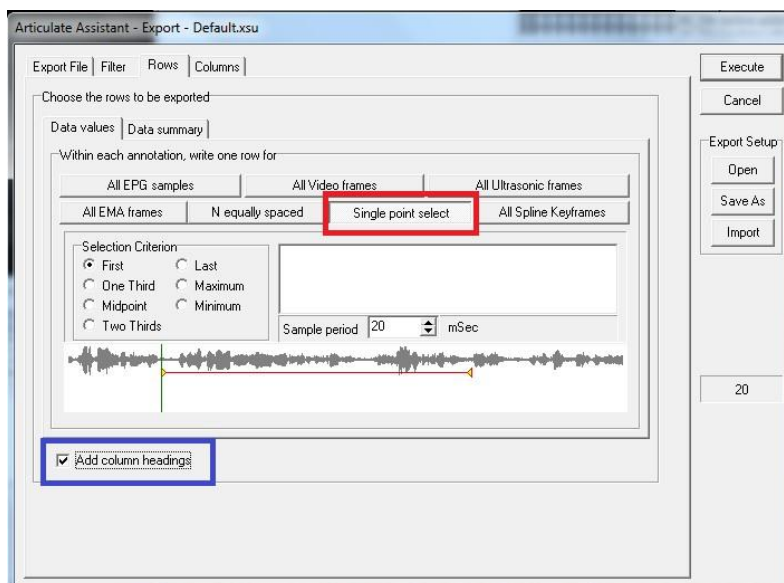 Articulate Assistant - Export - Default.xsu
Export File Filter Rows Columns
Execute
Cancel
Choose the rows to be exported
Data values Data summary
Export Setup
Within each annotation, write one row for
Open
All EPG samples All Video frames All Ultrasonic frames
Save As
All EMA frames N equally spaced Single point select All Spline Keyframes
Import
Selection Criterion
First Last
One Third Maximum
Midpoint Minimum
Two Thirds
Sample period 20 mSec
20
Add column headings